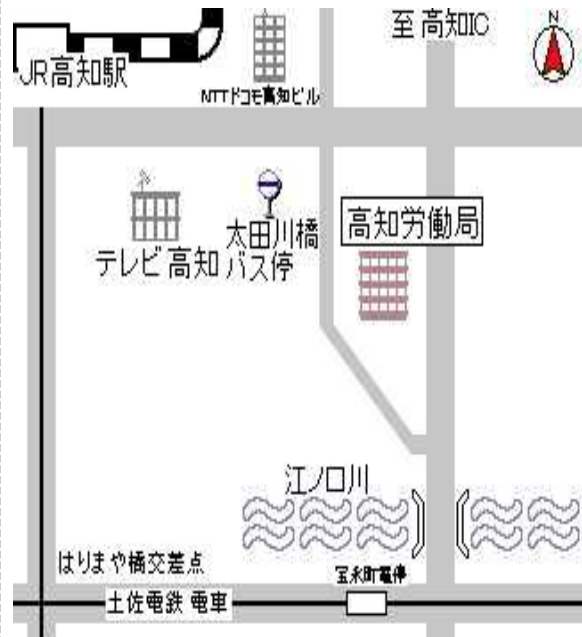 至 高知IC
N
JR高知駅
NTTドコモ高知ビル
太田川橋
バス停
高知労働局
テレビ高知
江ノ口川
はりまや橋交差点
宝永町電停
土佐電鉄 電車